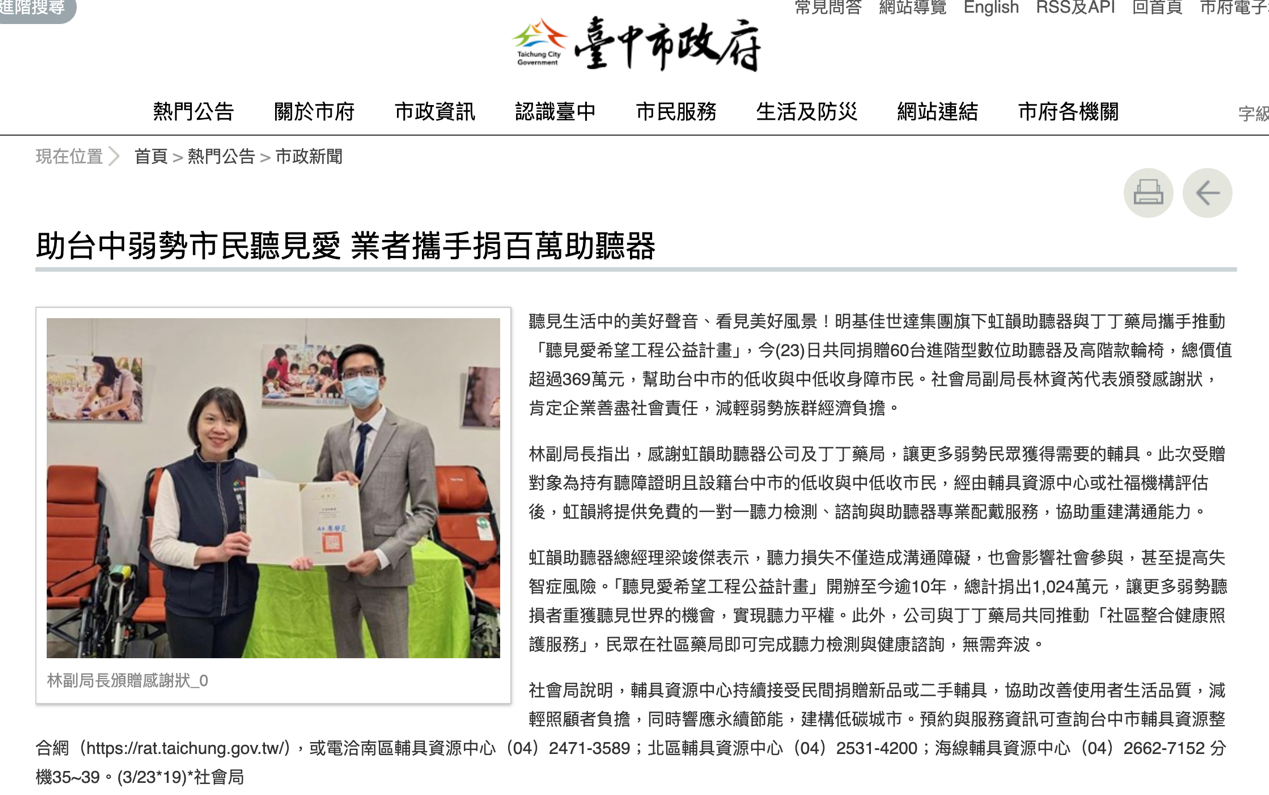 進階搜尋
常見問答 網站導覽 English RSS及API 回首頁 市府電子
Taichung City
Government
臺中市政府
熱門公告 關於市府 市政資訊 認識臺中 市民服務 生活及防災 網站連結 市府各機關
字級
現在位置 首頁 > 熱門公告 > 市政新聞
助台中弱勢市民聽見愛 業者攜手捐百萬助聽器
聽見生活中的美好聲音、看見美好風景！明基佳世達集團旗下虹韻助聽器與丁丁藥局攜手推動
「聽見愛希望工程公益計畫」，今(23)日共同捐贈60台進階型數位助聽器及高階款輪椅，總價值
超過369萬元，幫助台中市的低收與中低收身障市民。社會局副局長林資芮代表頒發感謝狀，
肯定企業善盡社會責任，減輕弱勢族群經濟負擔。
林副局長指出，感謝虹韻助聽器公司及丁丁藥局，讓更多弱勢民眾獲得需要的輔具。此次受贈
對象為持有聽障證明且設籍台中市的低收與中低收市民，經由輔具資源中心或社福機構評估
後，虹韻將提供免費的一對一聽力檢測、諮詢與助聽器專業配戴服務，協助重建溝通能力。
虹韻助聽器總經理梁竣傑表示，聽力損失不僅造成溝通障礙，也會影響社會參與，甚至提高失
智症風險。「聽見愛希望工程公益計畫」開辦至今逾10年，總計捐出1,024萬元，讓更多弱勢聽
損者重獲聽見世界的機會，實現聽力平權。此外，公司與丁丁藥局共同推動「社區整合健康照
護服務」，民眾在社區藥局即可完成聽力檢測與健康諮詢，無需奔波。
林副局長頒贈感謝狀_0
社會局說明，輔具資源中心持續接受民間捐贈新品或二手輔具，協助改善使用者生活品質，減
輕照顧者負擔，同時響應永續節能，建構低碳城市。預約與服務資訊可查詢台中市輔具資源整
合網（https://rat.taichung.gov.tw/），或電洽南區輔具資源中心（04）2471-3589；北區輔具資源中心（04）2531-4200；海線輔具資源中心（04）2662-7152 分
機35~39。(3/23*19)*社會局